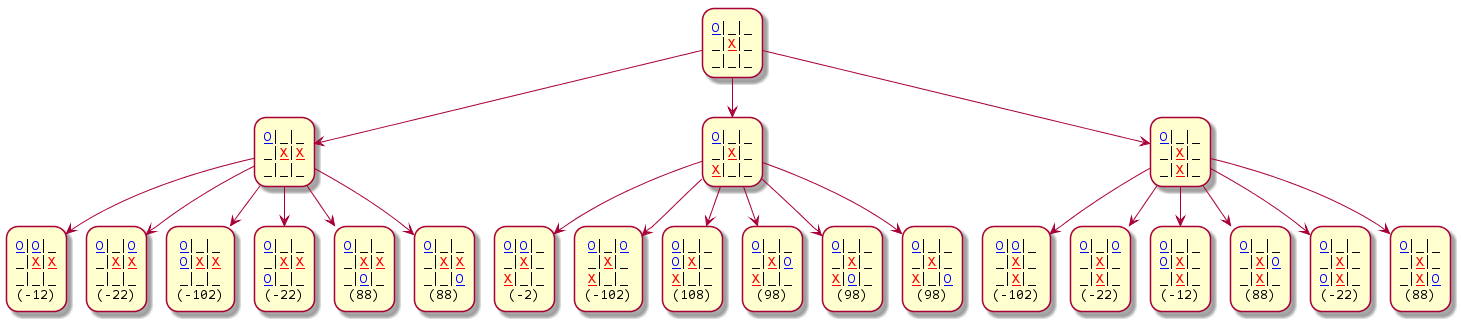 O|_|_
_|X|_
_|_|_
O|_|_
_|X|X
_|_|_
O|_|_
_|X|_
X|_|_
O|_|_
_|X|_
_|X|_
O|O|_
_|X|X
_|_|_
(-12)
O|_|O
_|X|X
_|_|_
(-22)
O|_|_
O|X|X
_|_|_
(-102)
O|_|_
_|X|X
O|_|_
(-22)
O|_|_
_|X|X
_|O|_
(88)
O|_|_
_|X|X
_|_|O
(88)
O|O|_
_|X|_
X|_|_
(-2)
O|_|O
_|X|_
X|_|_
(-102)
O|_|_
O|X|_
X|_|_
(108)
O|_|_
_|X|O
X|_|_
(98)
O|_|_
_|X|_
X|O|_
(98)
O|_|_
_|X|_
X|_|O
(98)
O|O|_
_|X|_
_|X|_
(-102)
O|_|O
_|X|_
_|X|_
(-22)
O|_|_
O|X|_
_|X|_
(-12)
O|_|_
_|X|O
_|X|_
(88)
O|_|_
_|X|_
O|X|_
(-22)
O|_|_
_|X|_
_|X|O
(88)